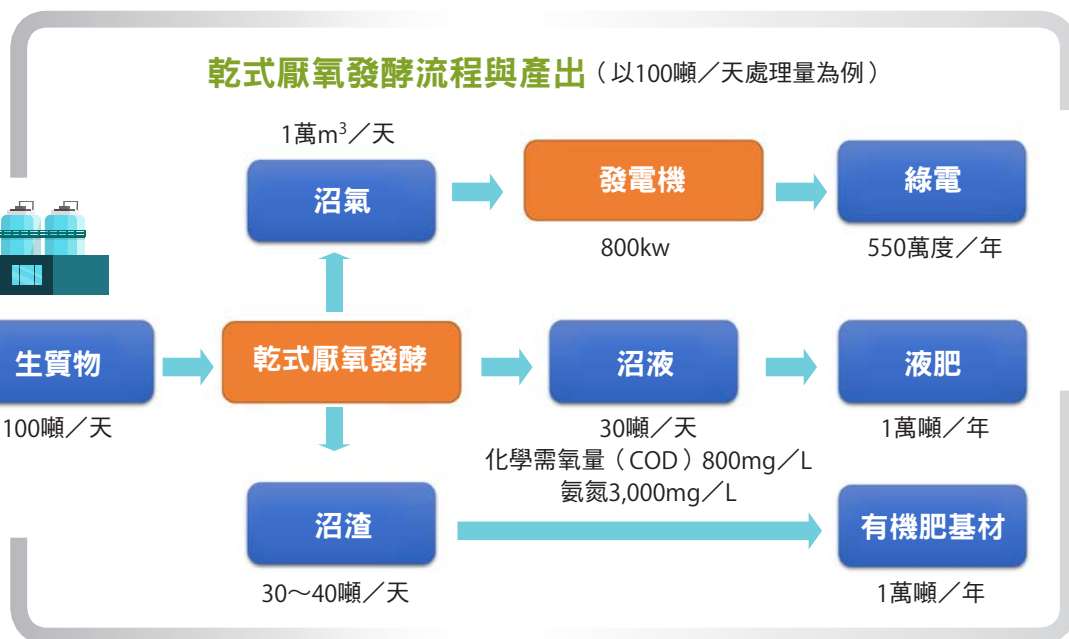 乾式厭氧發酵流程與產出（以100噸／天處理量為例）
1萬m³／天
沼氣
發電機
綠電
800kw
550萬度／年
生質物
乾式厭氧發酵
沼液
液肥
100噸／天
30噸／天
1萬噸／年
化學需氧量（COD）800mg／L
氨氮3,000mg／L
沼渣
有機肥基材
30～40噸／天
1萬噸／年